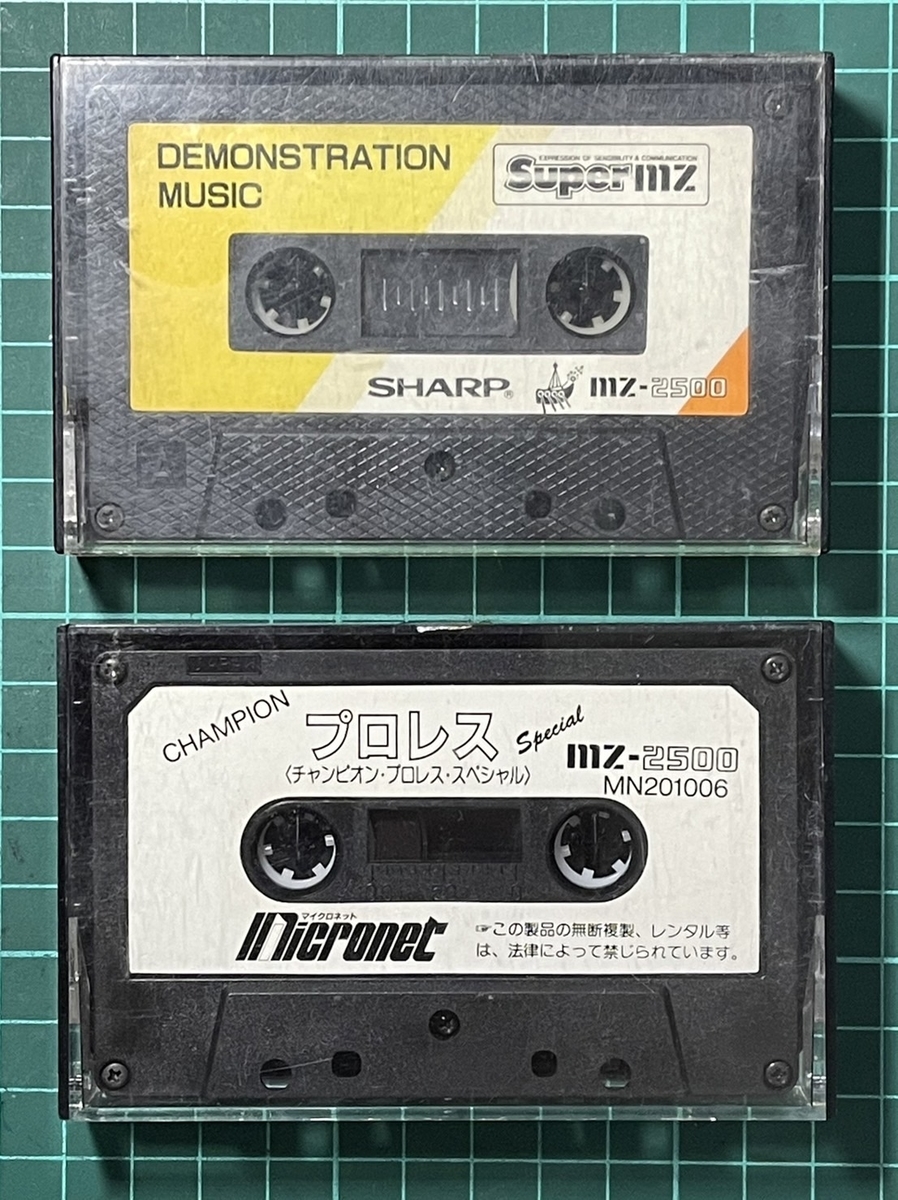 DEMONSTRATION
MUSIC
EXPRESSION OF SENSIBILITY & COMMUNICATION
Super mz
SHARP®
mz-2500
A
CHAMPION
プロレス
Special
〈チャンピオン・プロレス・スペシャル〉
mz-2500
MN201006
マイクロネット
micronet
☞この製品の無断複製、レンタル等
は、法律によって禁じられています。